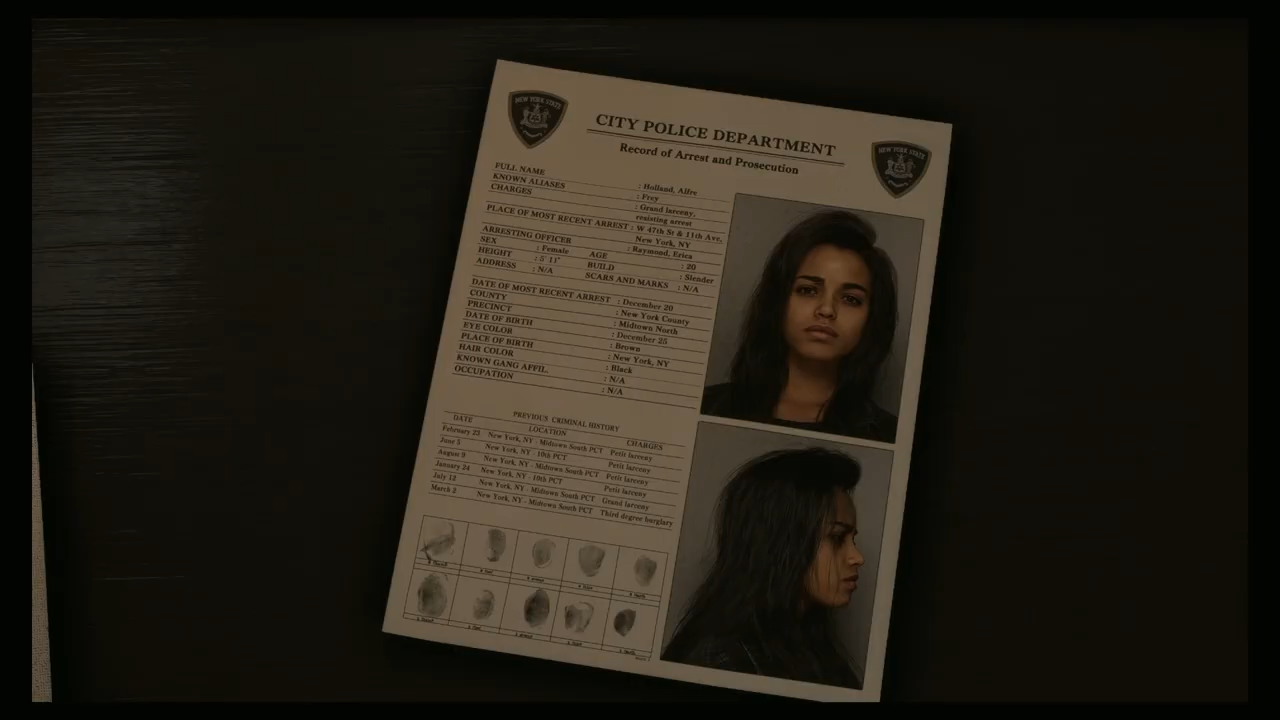 NEW YORK STATE
NEW YORK STATE
CITY POLICE DEPARTMENT
Record of Arrest and Prosecution
FULL NAME : Holland, Alfre
KNOWN ALIASES : Frey
CHARGES : Grand larceny,
resisting arrest
PLACE OF MOST RECENT ARREST : W 47th St & 11th Ave,
New York, NY
ARRESTING OFFICER : Raymond, Erica
SEX : Female AGE : 20
HEIGHT : 5' 11" BUILD : Slender
ADDRESS : N/A SCARS AND MARKS : N/A
DATE OF MOST RECENT ARREST : December 20
COUNTY : New York County
PRECINCT : Midtown North
DATE OF BIRTH : December 25
EYE COLOR : Brown
PLACE OF BIRTH : New York, NY
HAIR COLOR : Black
KNOWN GANG AFFIL. : N/A
OCCUPATION : N/A
PREVIOUS CRIMINAL HISTORY
DATE LOCATION CHARGES
February 23 New York, NY - Midtown South PCT Petit larceny
June 5 New York, NY - 10th PCT Petit larceny
August 9 New York, NY - Midtown South PCT Petit larceny
January 24 New York, NY - 10th PCT Petit larceny
July 12 New York, NY - Midtown South PCT Grand larceny
March 2 New York, NY - Midtown South PCT Third degree burglary